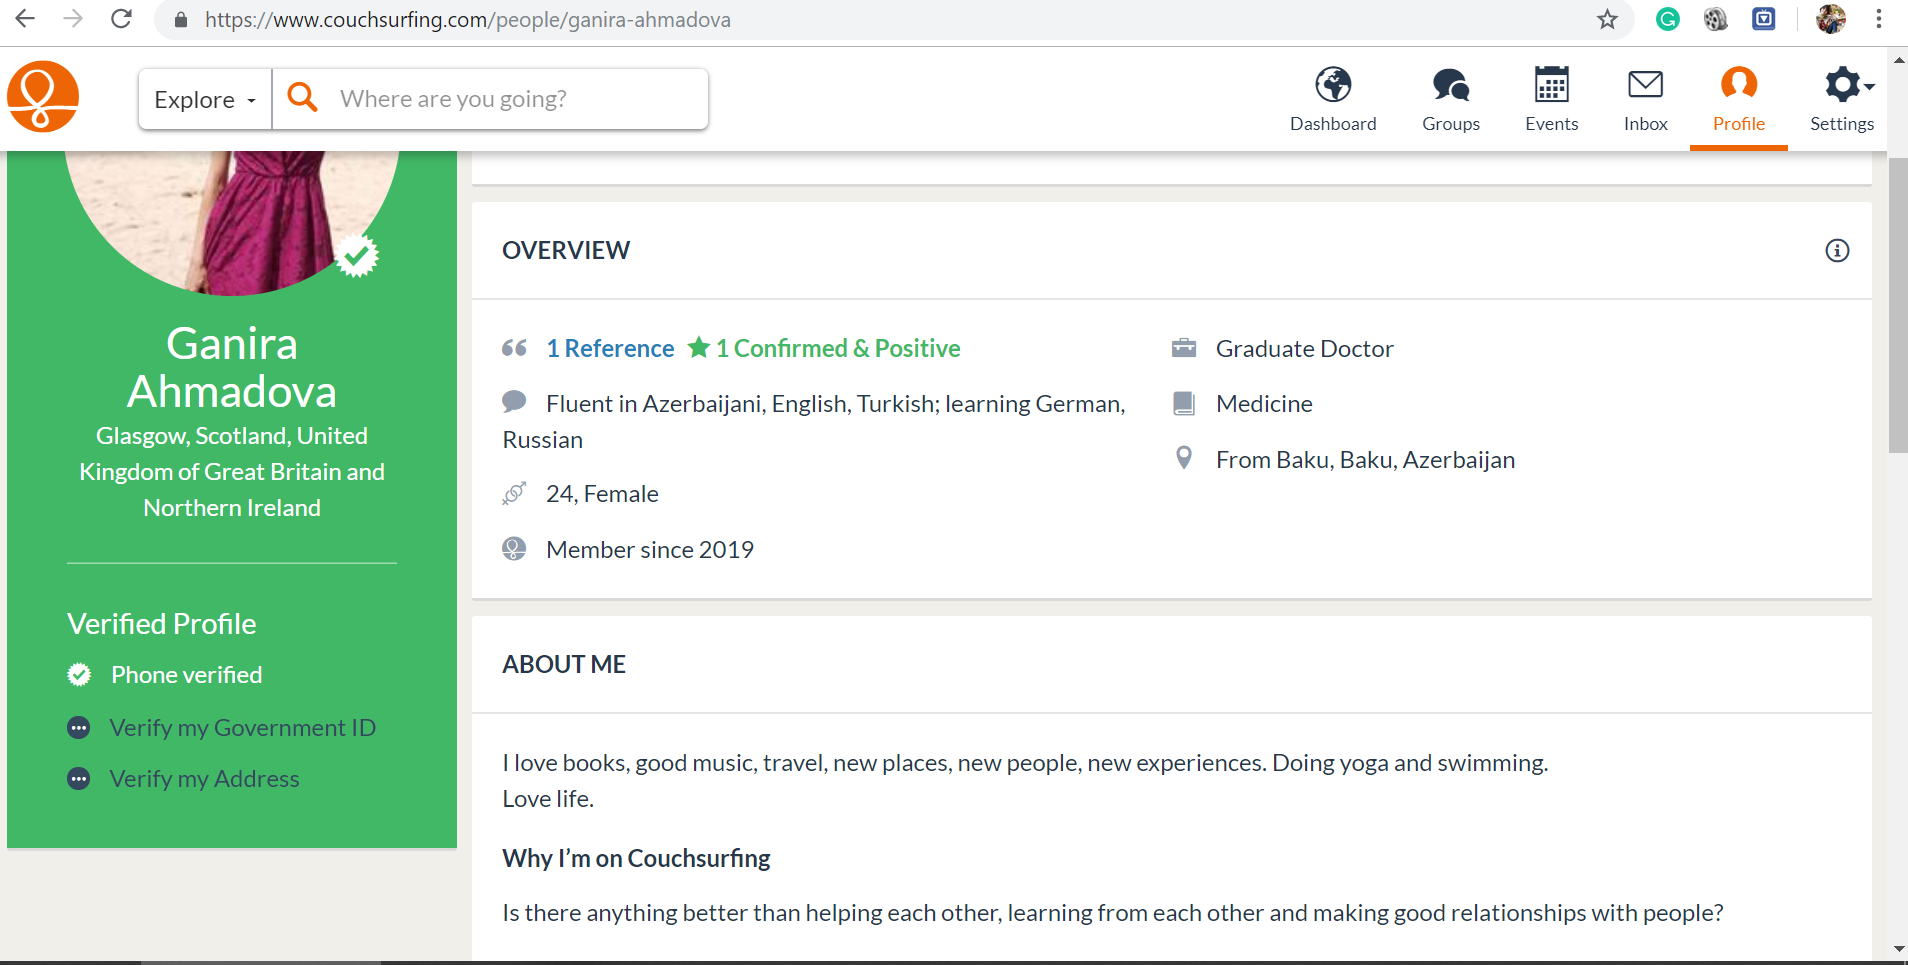 https://www.couchsurfing.com/people/ganira-ahmadova
Explore
Where are you going?
Dashboard
Groups
Events
Inbox
Profile
Settings
Ganira
Ahmadova
Glasgow, Scotland, United
Kingdom of Great Britain and
Northern Ireland
Verified Profile
Phone verified
Verify my Government ID
Verify my Address
OVERVIEW
1 Reference ★ 1 Confirmed & Positive
Fluent in Azerbaijani, English, Turkish; learning German,
Russian
24, Female
Member since 2019
Graduate Doctor
Medicine
From Baku, Baku, Azerbaijan
ABOUT ME
I love books, good music, travel, new places, new people, new experiences. Doing yoga and swimming.
Love life.
Why I'm on Couchsurfing
Is there anything better than helping each other, learning from each other and making good relationships with people?